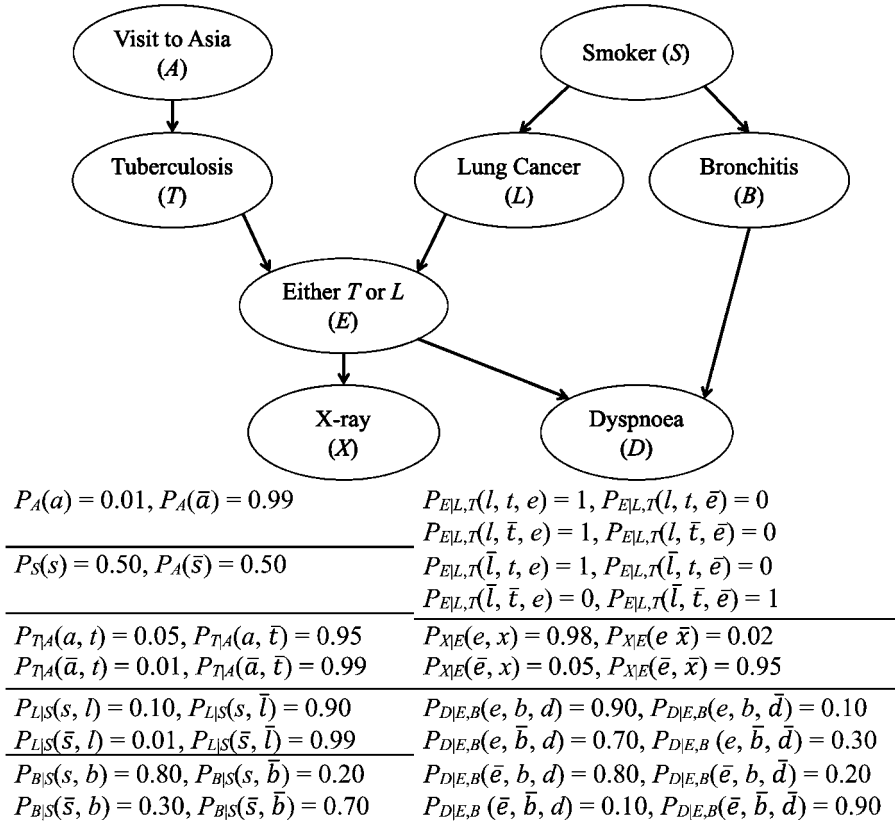 Visit to Asia
(A)
Smoker (S)
Tuberculosis
(T)
Lung Cancer
(L)
Bronchitis
(B)
Either T or L
(E)
X-ray
(X)
Dyspnoea
(D)
P_A(a) = 0.01, P_A(a̅) = 0.99
P_S(s) = 0.50, P_A(s̅) = 0.50
P_{T|A}(a, t) = 0.05, P_{T|A}(a, t̅) = 0.95
P_{T|A}(a̅, t) = 0.01, P_{T|A}(a̅, t̅) = 0.99
P_{L|S}(s, l) = 0.10, P_{L|S}(s, l̅) = 0.90
P_{L|S}(s̅, l) = 0.01, P_{L|S}(s̅, l̅) = 0.99
P_{B|S}(s, b) = 0.80, P_{B|S}(s, b̅) = 0.20
P_{B|S}(s̅, b) = 0.30, P_{B|S}(s̅, b̅) = 0.70
P_{E|L,T}(l, t, e) = 1, P_{E|L,T}(l, t, e̅) = 0
P_{E|L,T}(l, t̅, e) = 1, P_{E|L,T}(l, t̅, e̅) = 0
P_{E|L,T}(l̅, t, e) = 1, P_{E|L,T}(l̅, t, e̅) = 0
P_{E|L,T}(l̅, t̅, e) = 0, P_{E|L,T}(l̅, t̅, e̅) = 1
P_{X|E}(e, x) = 0.98, P_{X|E}(e x̅) = 0.02
P_{X|E}(e̅, x) = 0.05, P_{X|E}(e̅, x̅) = 0.95
P_{D|E,B}(e, b, d) = 0.90, P_{D|E,B}(e, b, d̅) = 0.10
P_{D|E,B}(e, b̅, d) = 0.70, P_{D|E,B} (e, b̅, d̅) = 0.30
P_{D|E,B}(e̅, b, d) = 0.80, P_{D|E,B}(e̅, b, d̅) = 0.20
P_{D|E,B} (e̅, b̅, d) = 0.10, P_{D|E,B}(e̅, b̅, d̅) = 0.90